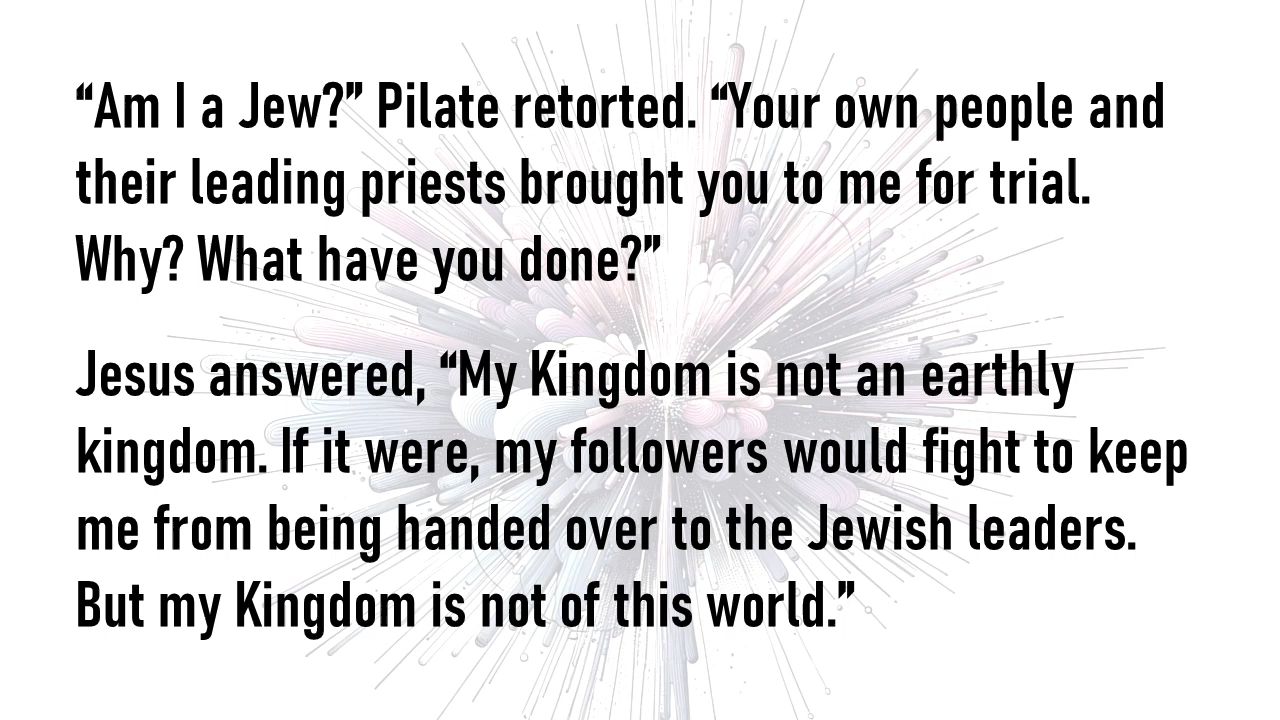 “Am I a Jew?” Pilate retorted. “Your own people and
their leading priests brought you to me for trial.
Why? What have you done?”
Jesus answered, “My Kingdom is not an earthly
kingdom. If it were, my followers would fight to keep
me from being handed over to the Jewish leaders.
But my Kingdom is not of this world.”